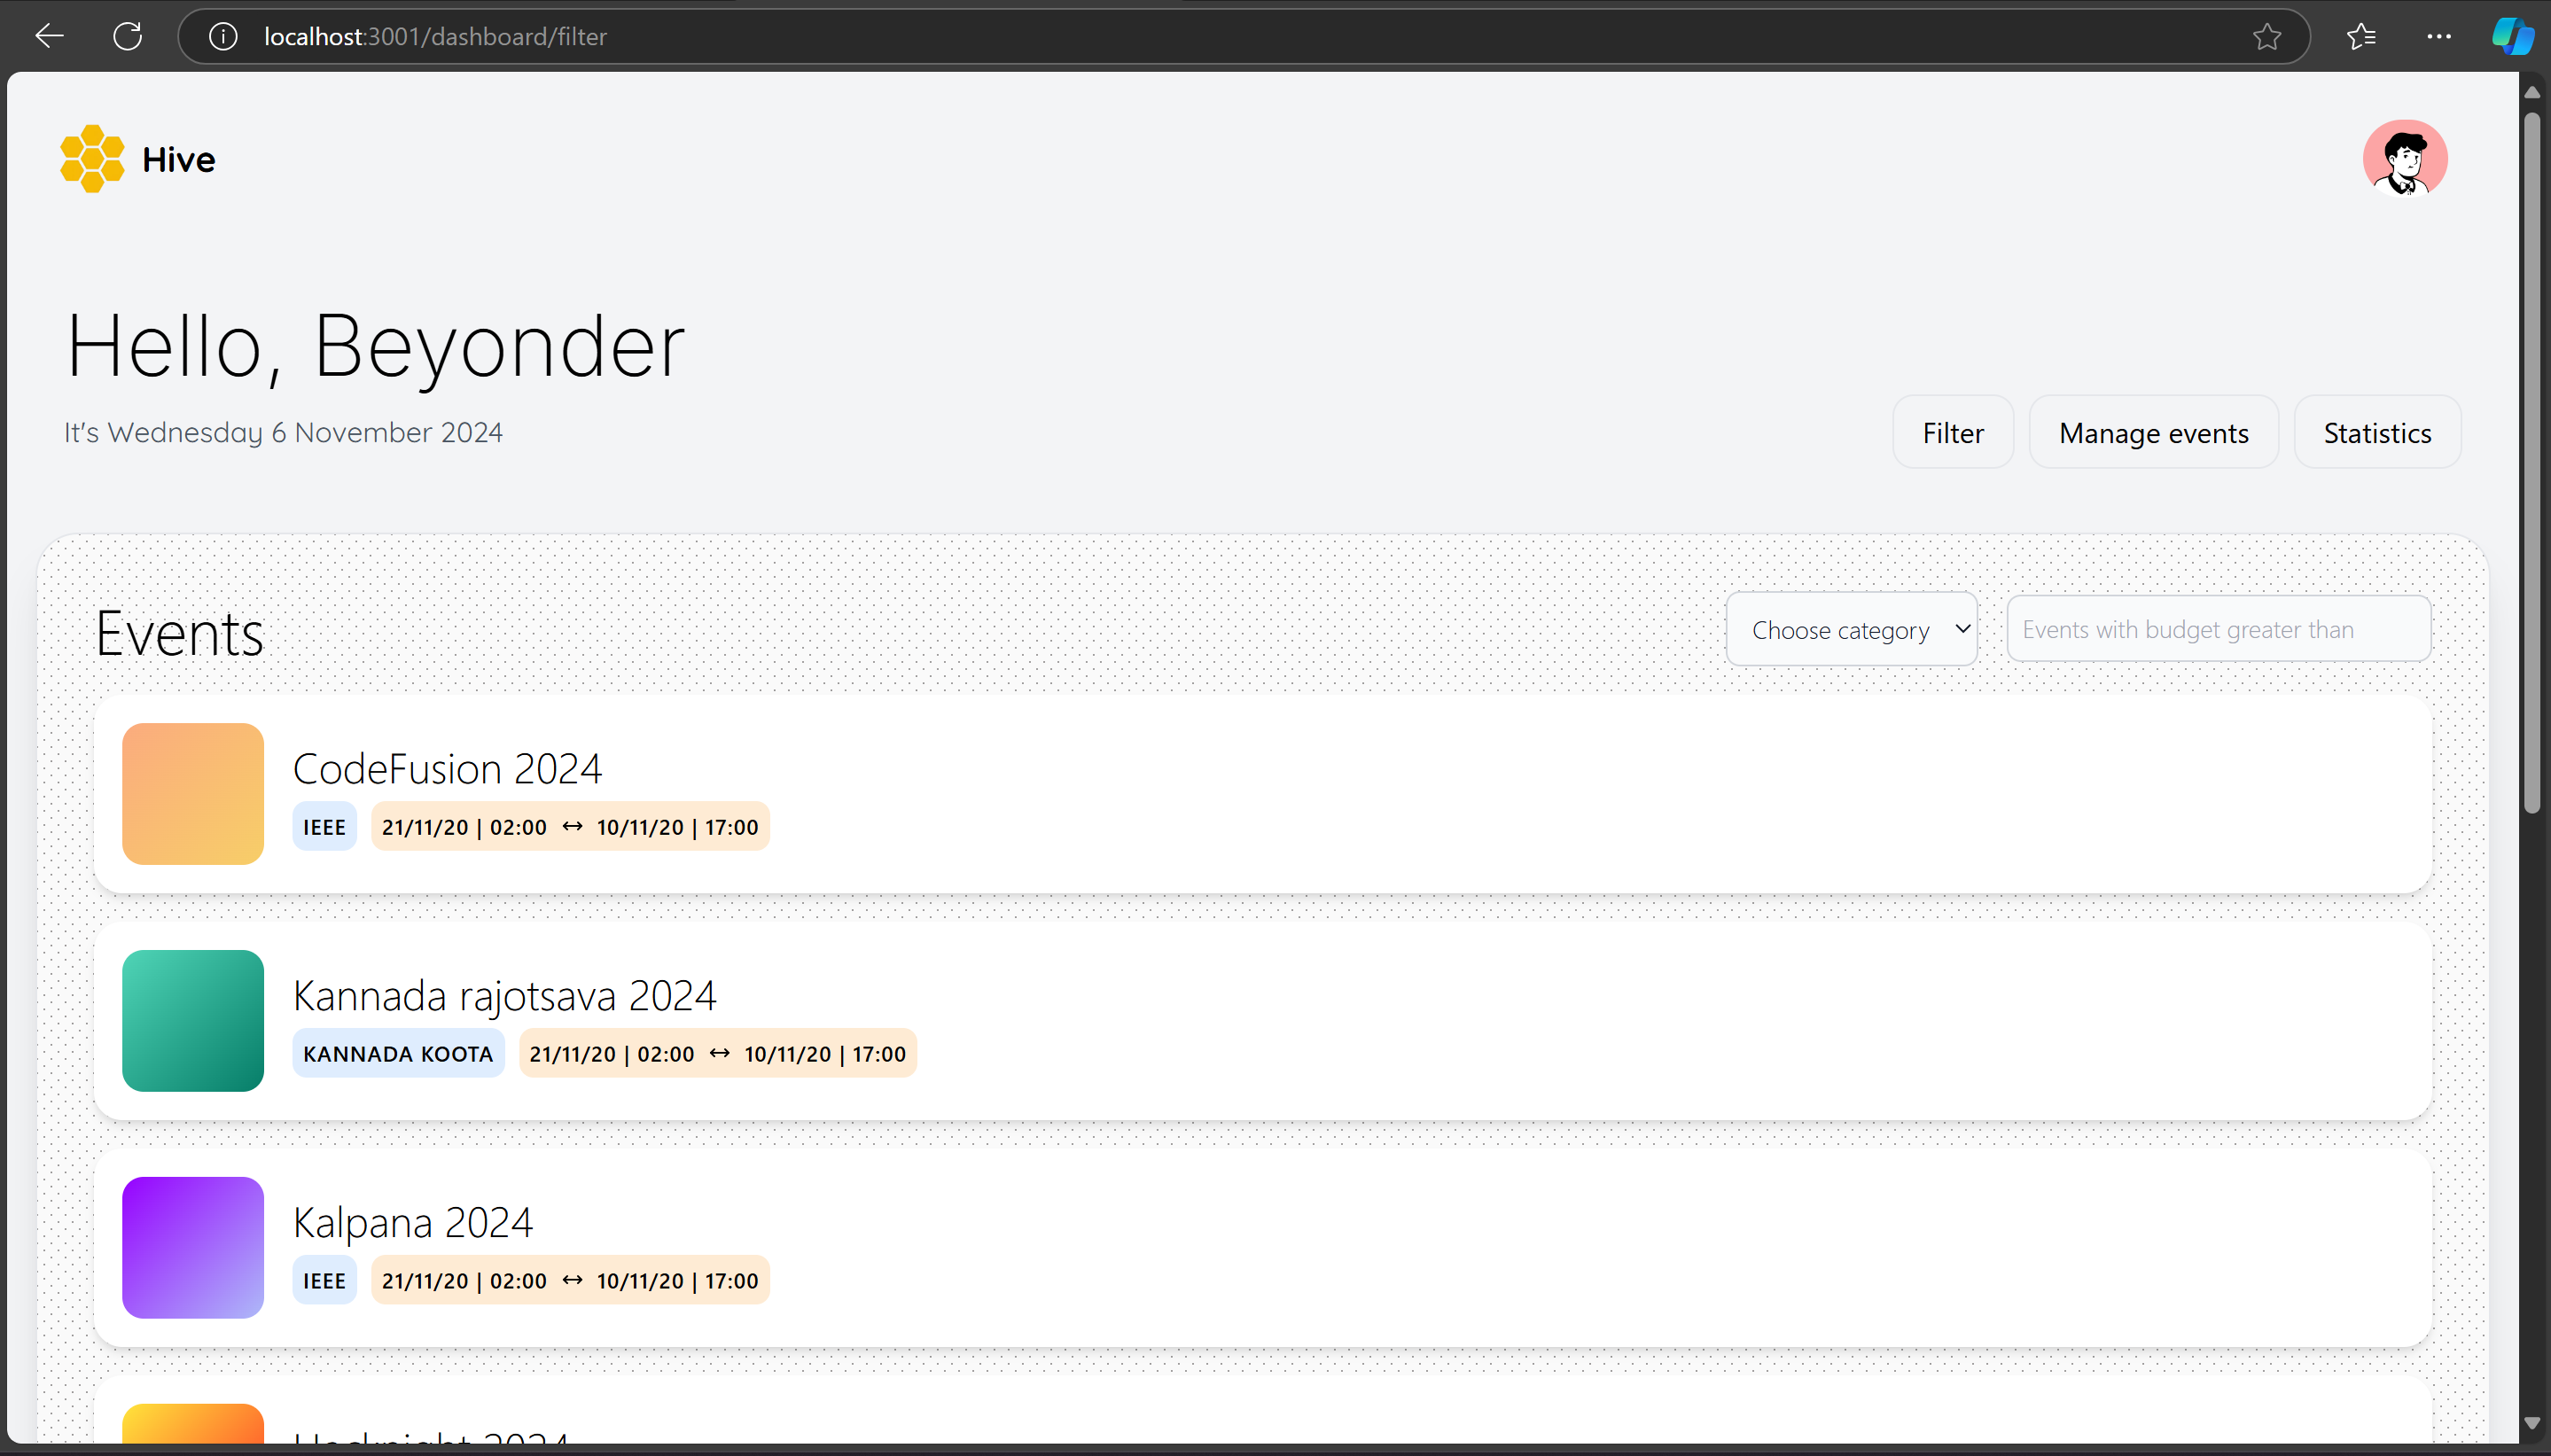 localhost:3001/dashboard/filter
Hive
Hello, Beyonder
It's Wednesday 6 November 2024
Filter
Manage events
Statistics
Events
Choose category
Events with budget greater than
CodeFusion 2024
IEEE
21/11/20 | 02:00 ↔ 10/11/20 | 17:00
Kannada rajotsava 2024
KANNADA KOOTA
21/11/20 | 02:00 ↔ 10/11/20 | 17:00
Kalpana 2024
IEEE
21/11/20 | 02:00 ↔ 10/11/20 | 17:00
Hacknight 2024